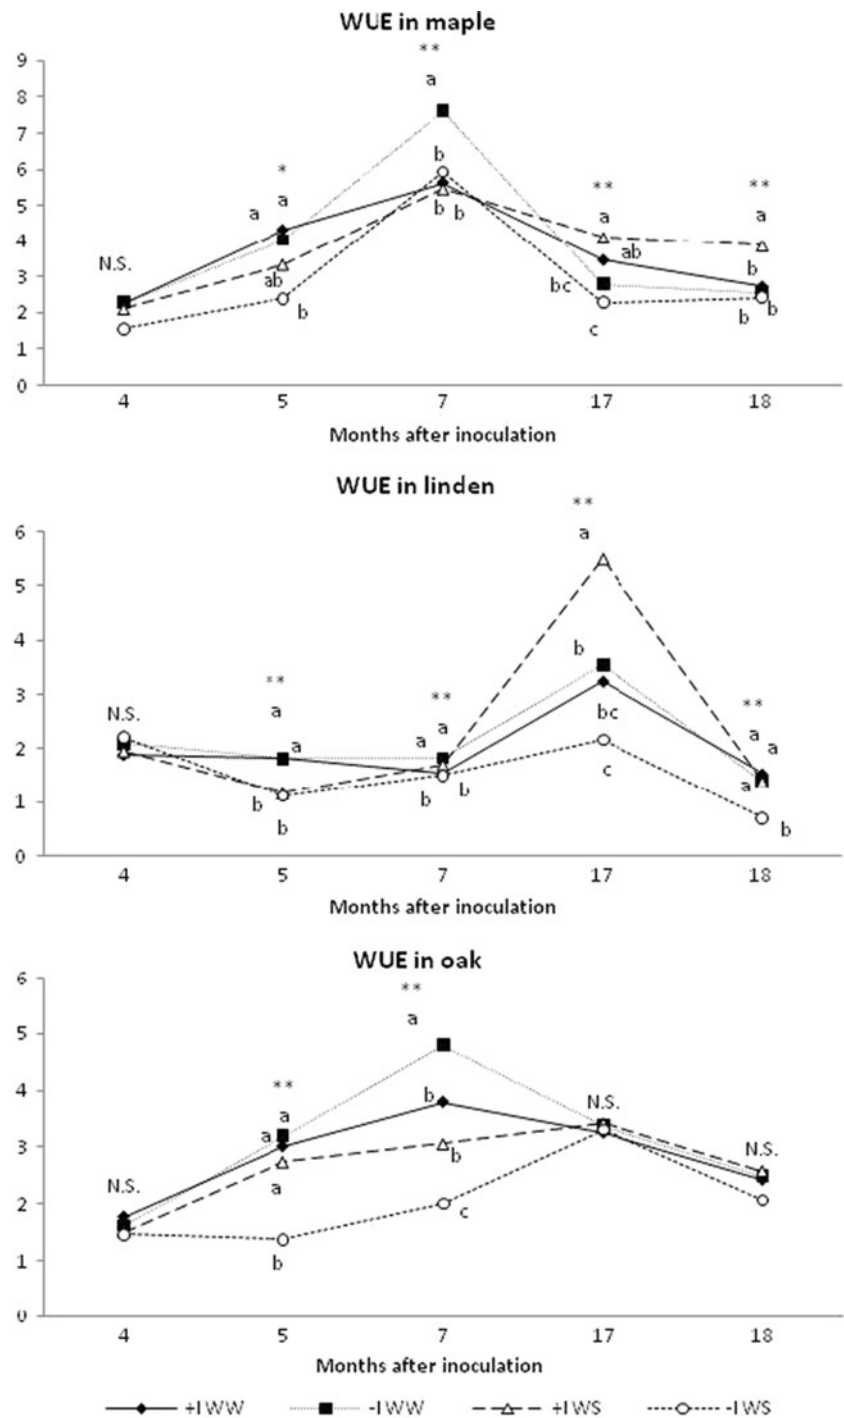 WUE in maple
**
9
a
8
7
b
6
*
**
**
a
a
5
a
a
a
4
ab
N.S.
b
b
b
3
ab
bc
b
2
b
c
b
1
0
4 5 7 17 18
Months after inoculation
WUE in linden
**
6
a
5
4
b
**
3
**
**
N.S.
a
bc
a
a
2
a
a
a
c
a
1
b
b
b
b
b
0
4 5 7 17 18
Months after inoculation
WUE in oak
6
**
a
5
**
4
b
N.S.
a
a
3
N.S.
b
N.S.
a
2
c
1
b
0
4 5 7 17 18
Months after inoculation
+I WW -I WW +I WS -I WS